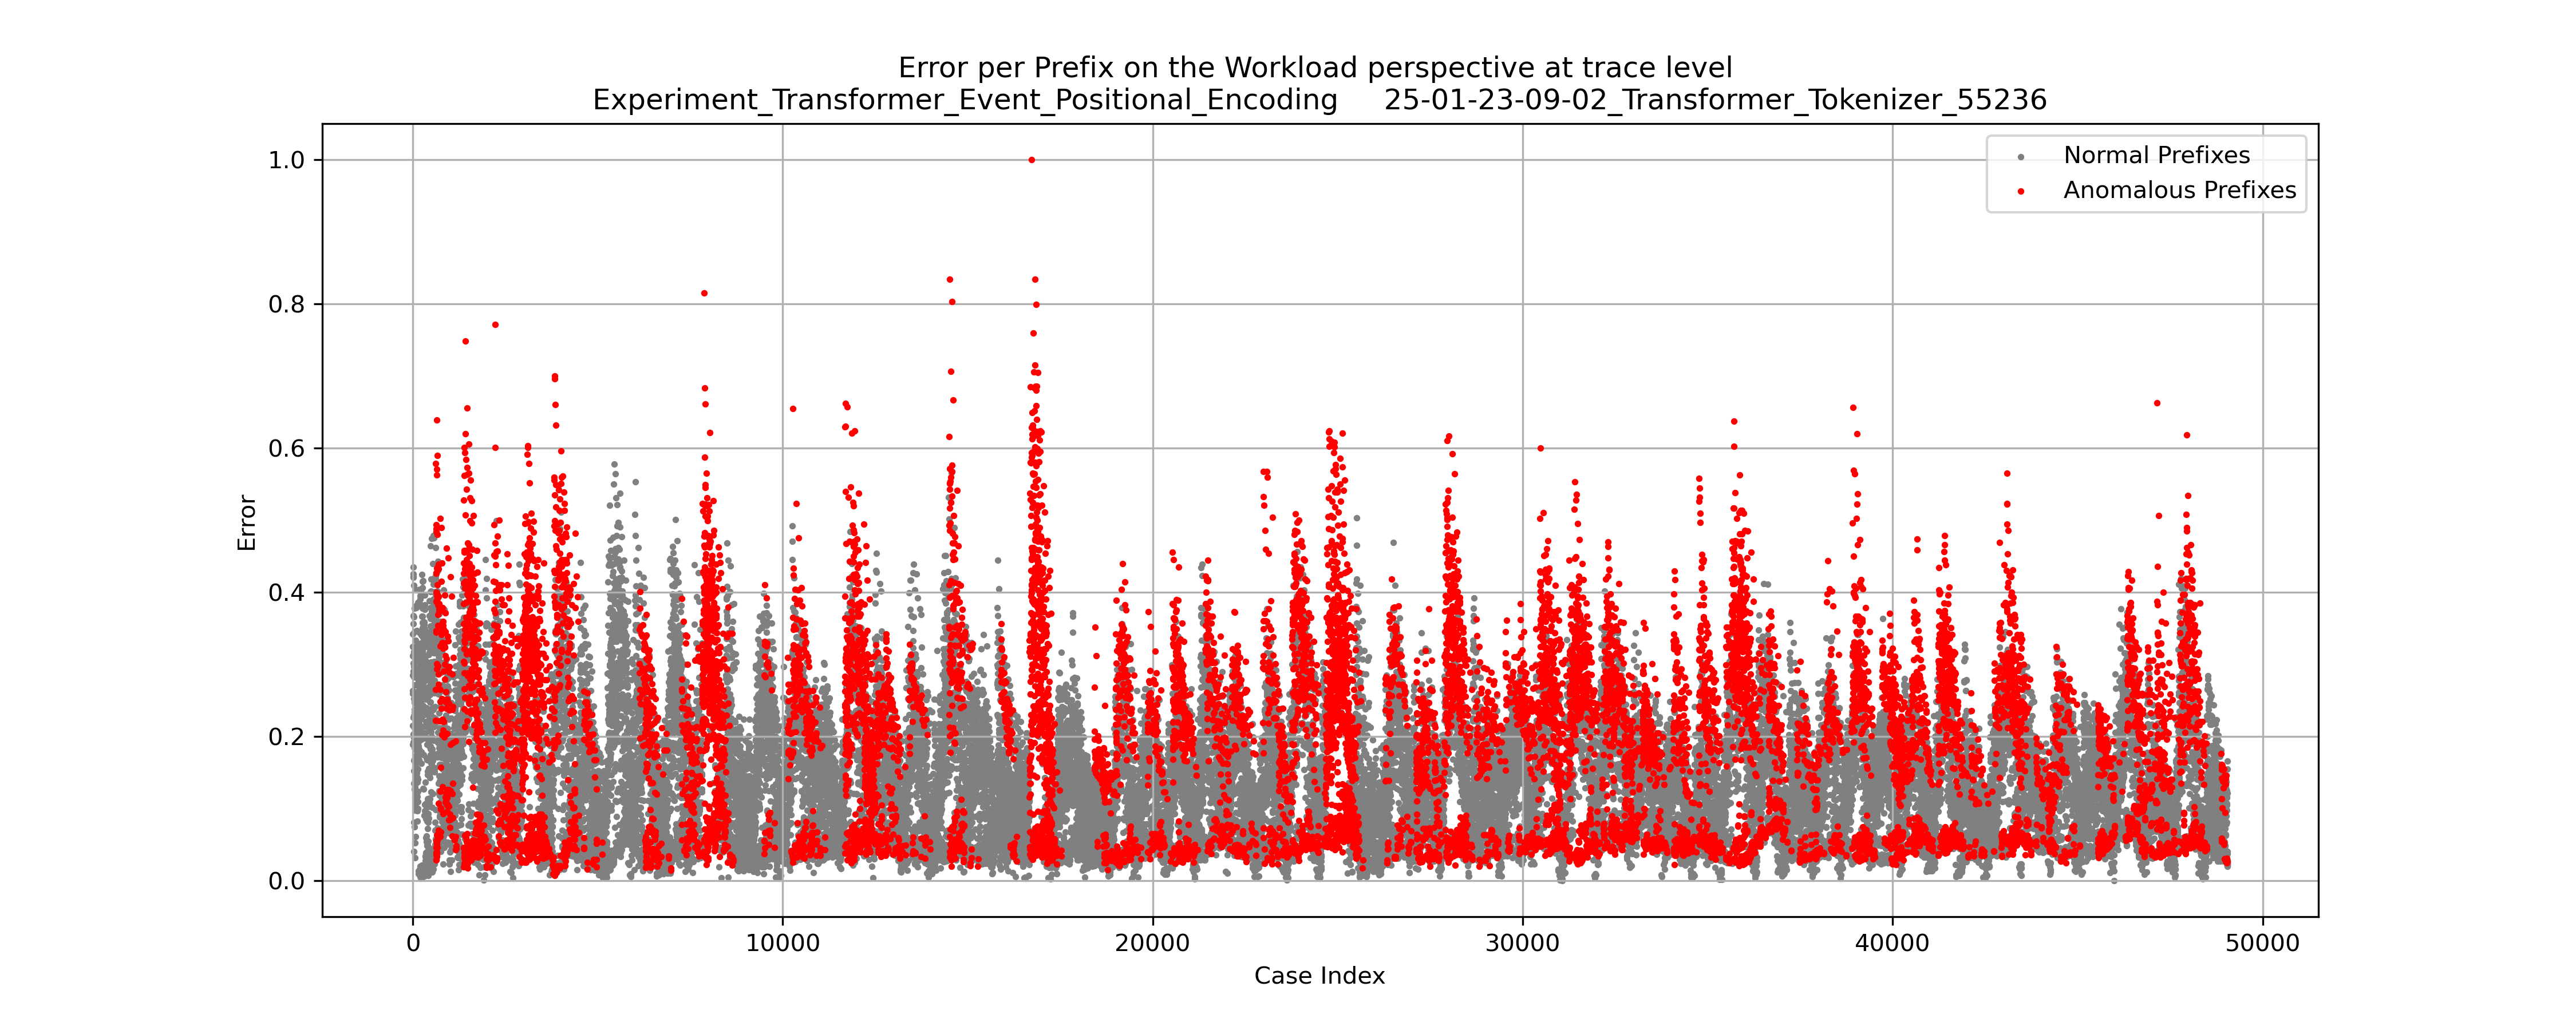 Error per Prefix on the Workload perspective at trace level
Experiment_Transformer_Event_Positional_Encoding 25-01-23-09-02_Transformer_Tokenizer_55236
Normal Prefixes
Anomalous Prefixes
Error
1.0
0.8
0.6
0.4
0.2
0.0
0 10000 20000 30000 40000 50000
Case Index